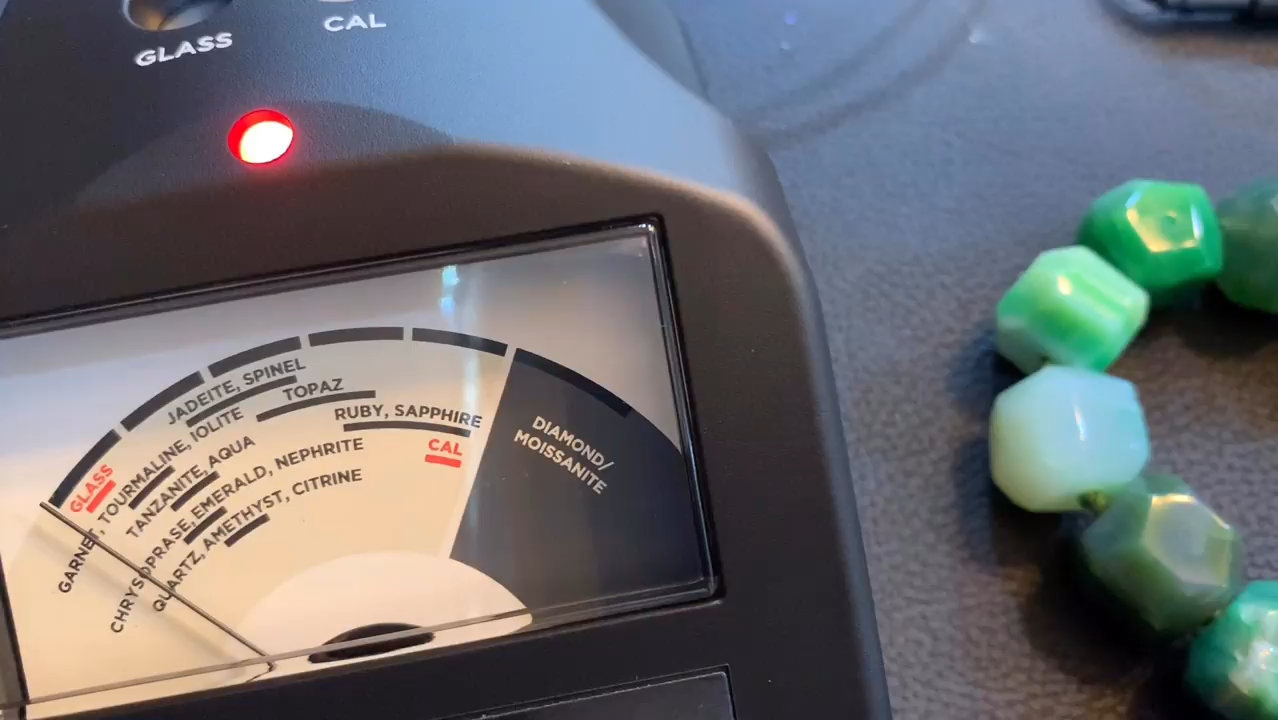 GLASS
CAL
JADEITE, SPINEL
TOPAZ
RUBY, SAPPHIRE
CAL
GLASS
GARNET, TOURMALINE, IOLITE
TANZANITE, AQUA
CHRYSOPRASE, EMERALD, NEPHRITE
QUARTZ, AMETHYST, CITRINE
DIAMOND/
MOISSANITE